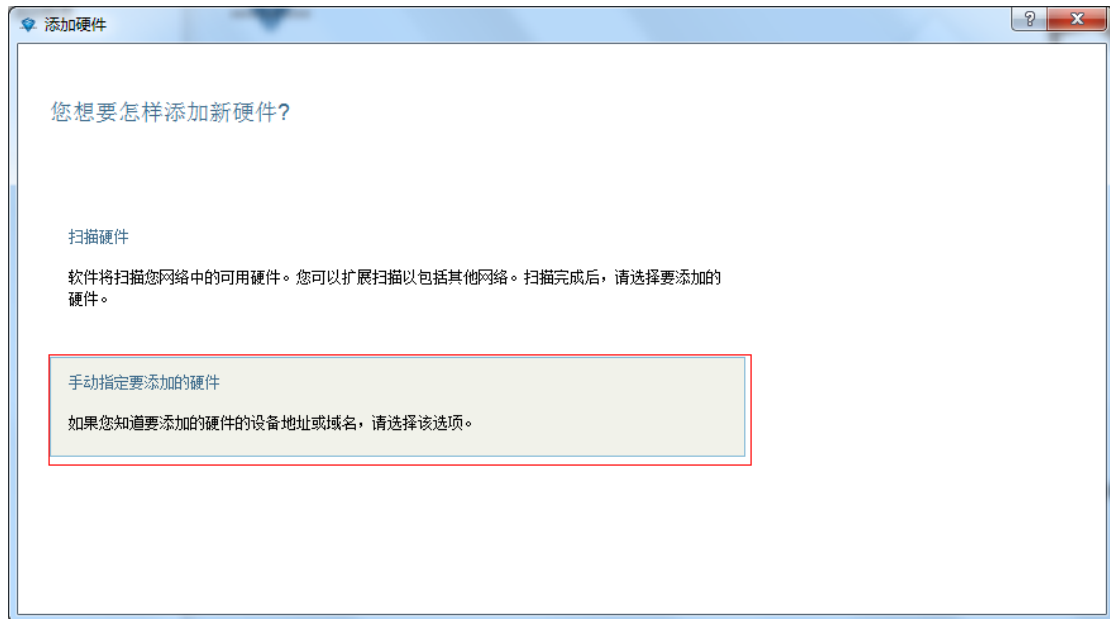 添加硬件
您想要怎样添加新硬件?
扫描硬件
软件将扫描您网络中的可用硬件。您可以扩展扫描以包括其他网络。扫描完成后，请选择要添加的
硬件。
手动指定要添加的硬件
如果您知道要添加的硬件的设备地址或域名，请选择该选项。